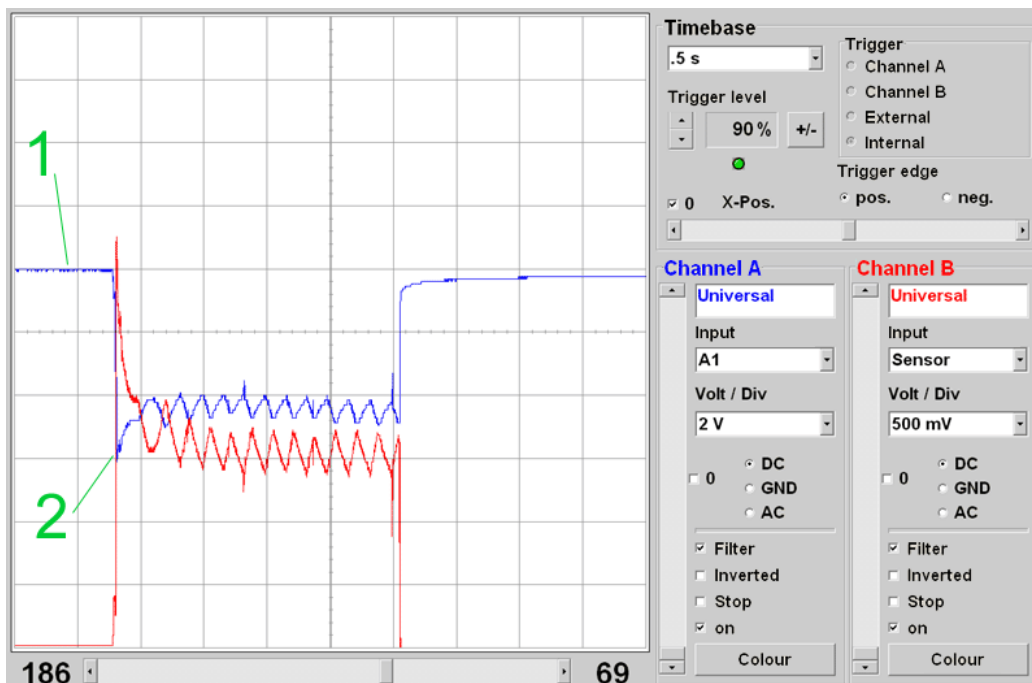 1
2
186
69
Timebase
.5 s
Trigger level
90 %
+/-
0 X-Pos.
Trigger
Channel A
Channel B
External
Internal
Trigger edge
pos. neg.
Channel A
Universal
Input
A1
Volt / Div
2 V
0
DC
GND
AC
Filter
Inverted
Stop
on
Colour
Channel B
Universal
Input
Sensor
Volt / Div
500 mV
0
DC
GND
AC
Filter
Inverted
Stop
on
Colour